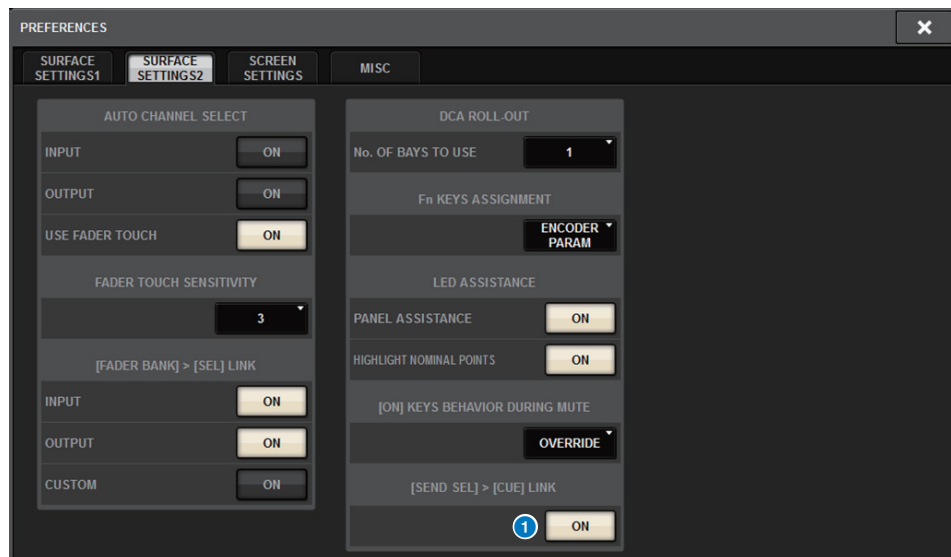 PREFERENCES
SURFACE
SETTINGS1
SURFACE
SETTINGS2
SCREEN
SETTINGS
MISC
AUTO CHANNEL SELECT
INPUT ON
OUTPUT ON
USE FADER TOUCH ON
FADER TOUCH SENSITIVITY
3
[FADER BANK] > [SEL] LINK
INPUT ON
OUTPUT ON
CUSTOM ON
DCA ROLL-OUT
No. OF BAYS TO USE 1
Fn KEYS ASSIGNMENT
ENCODER
PARAM
LED ASSISTANCE
PANEL ASSISTANCE ON
HIGHLIGHT NOMINAL POINTS ON
[ON] KEYS BEHAVIOR DURING MUTE
OVERRIDE
[SEND SEL] > [CUE] LINK
1 ON